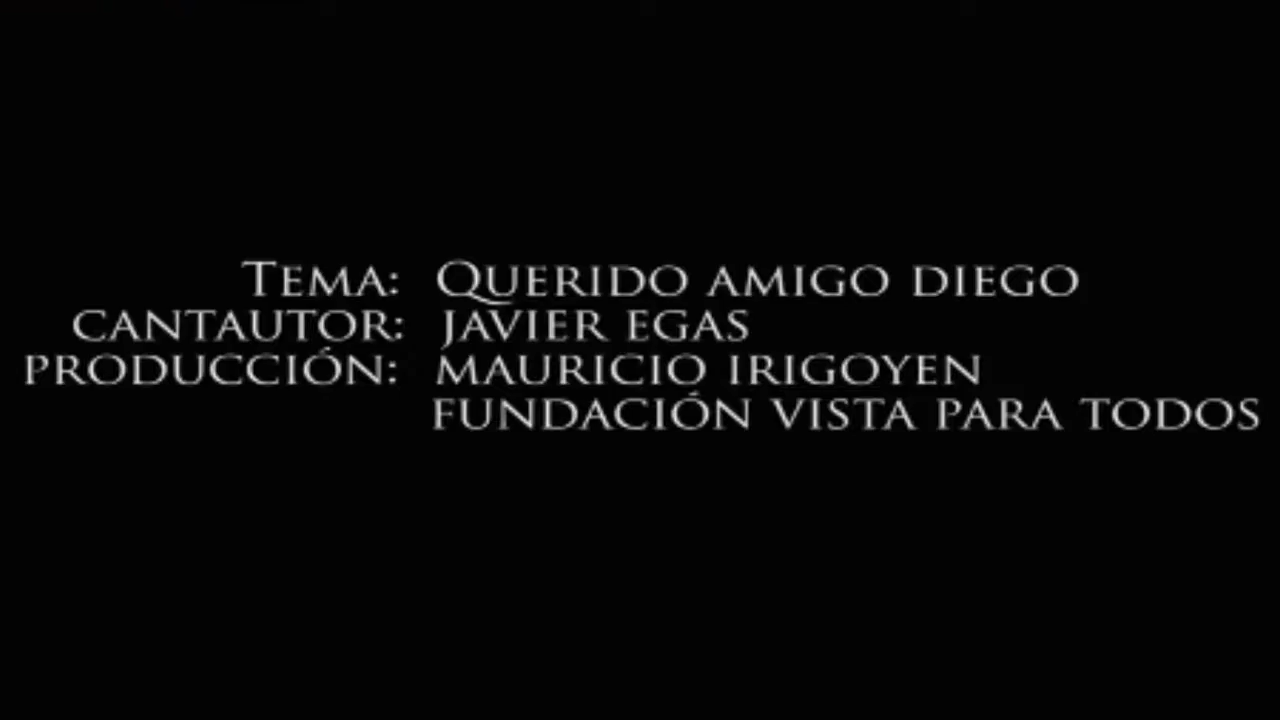 Tema: Querido amigo diego
cantautor: javier egas
producción: mauricio irigoyen
fundación vista para todos